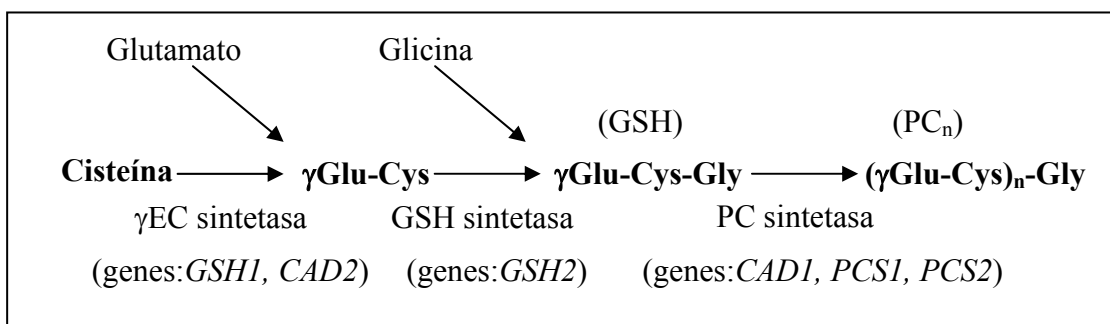 Glutamato Glicina
(GSH) (PCn)
Cisteína γGlu-Cys γGlu-Cys-Gly (γGlu-Cys)n-Gly
γEC sintetasa GSH sintetasa PC sintetasa
(genes:GSH1, CAD2) (genes:GSH2) (genes:CAD1, PCS1, PCS2)